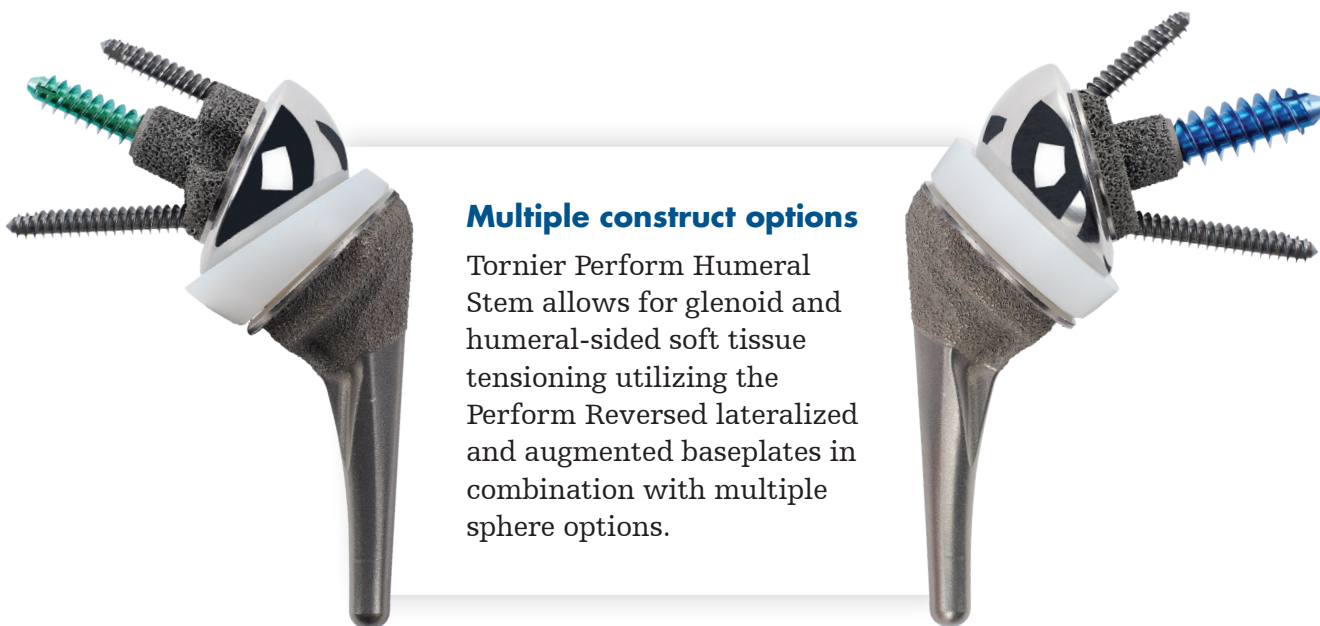 Multiple construct options
Tornier Perform Humeral
Stem allows for glenoid and
humeral-sided soft tissue
tensioning utilizing the
Perform Reversed lateralized
and augmented baseplates in
combination with multiple
sphere options.